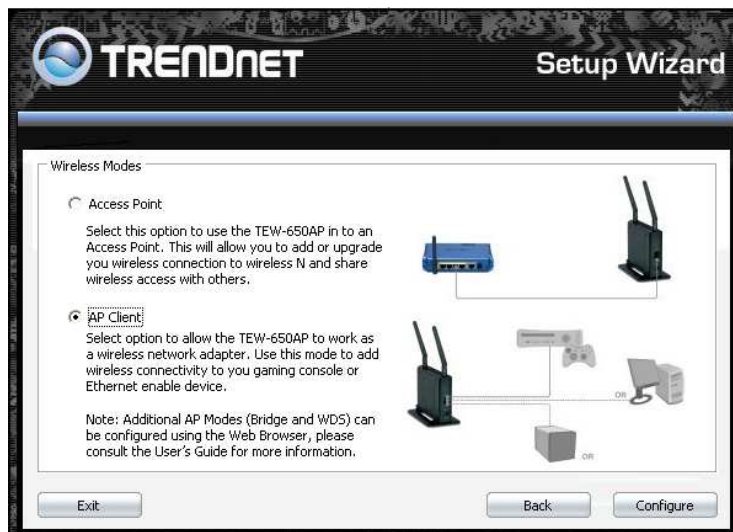 TRENDNET
Setup Wizard
Wireless Modes
Access Point
Select this option to use the TEW-650AP in to an
Access Point. This will allow you to add or upgrade
you wireless connection to wireless N and share
wireless access with others.
AP Client
Select option to allow the TEW-650AP to work as
a wireless network adapter. Use this mode to add
wireless connectivity to you gaming console or
Ethernet enable device.
Note: Additional AP Modes (Bridge and WDS) can
be configured using the Web Browser, please
consult the User's Guide for more information.
OR
OR
Exit
Back
Configure